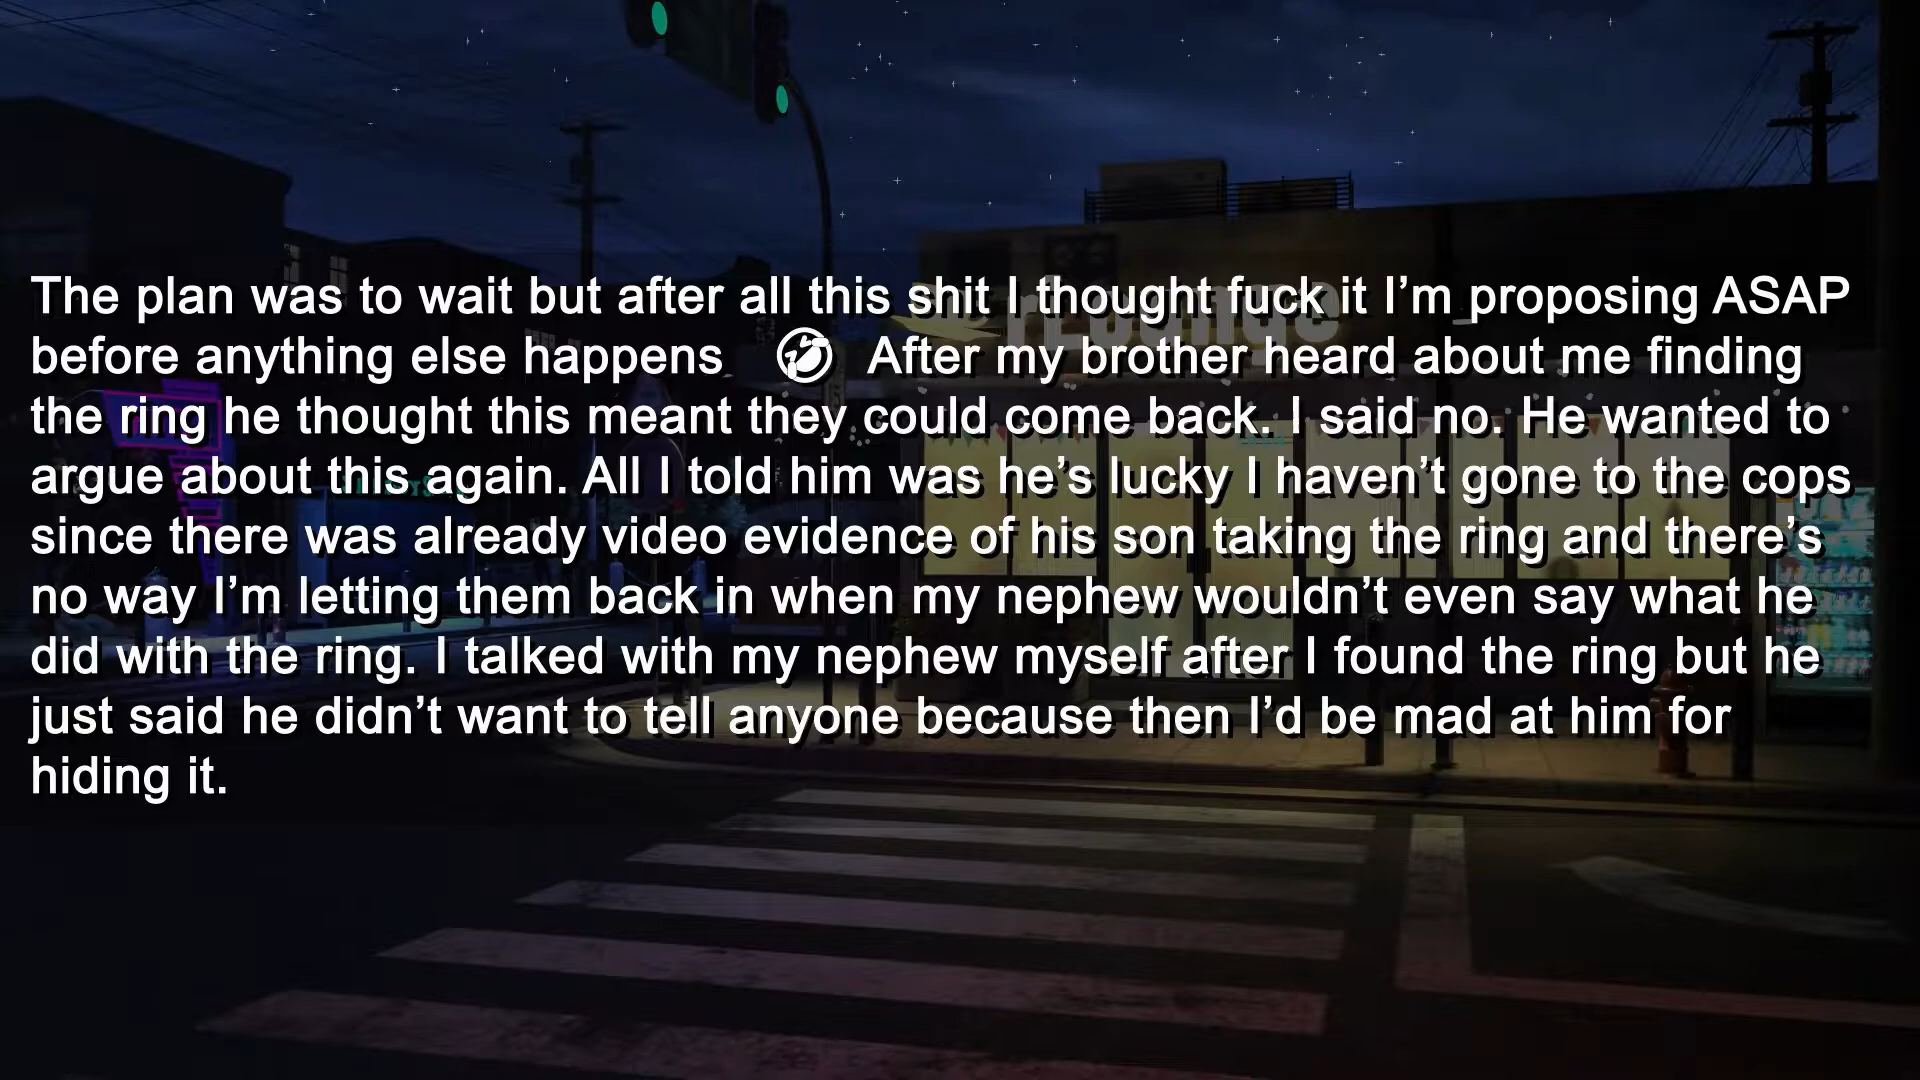 The plan was to wait but after all this shit I thought fuck it I’m proposing ASAP
before anything else happens 🤣 After my brother heard about me finding
the ring he thought this meant they could come back. I said no. He wanted to
argue about this again. All I told him was he’s lucky I haven’t gone to the cops
since there was already video evidence of his son taking the ring and there’s
no way I’m letting them back in when my nephew wouldn’t even say what he
did with the ring. I talked with my nephew myself after I found the ring but he
just said he didn’t want to tell anyone because then I’d be mad at him for
hiding it.